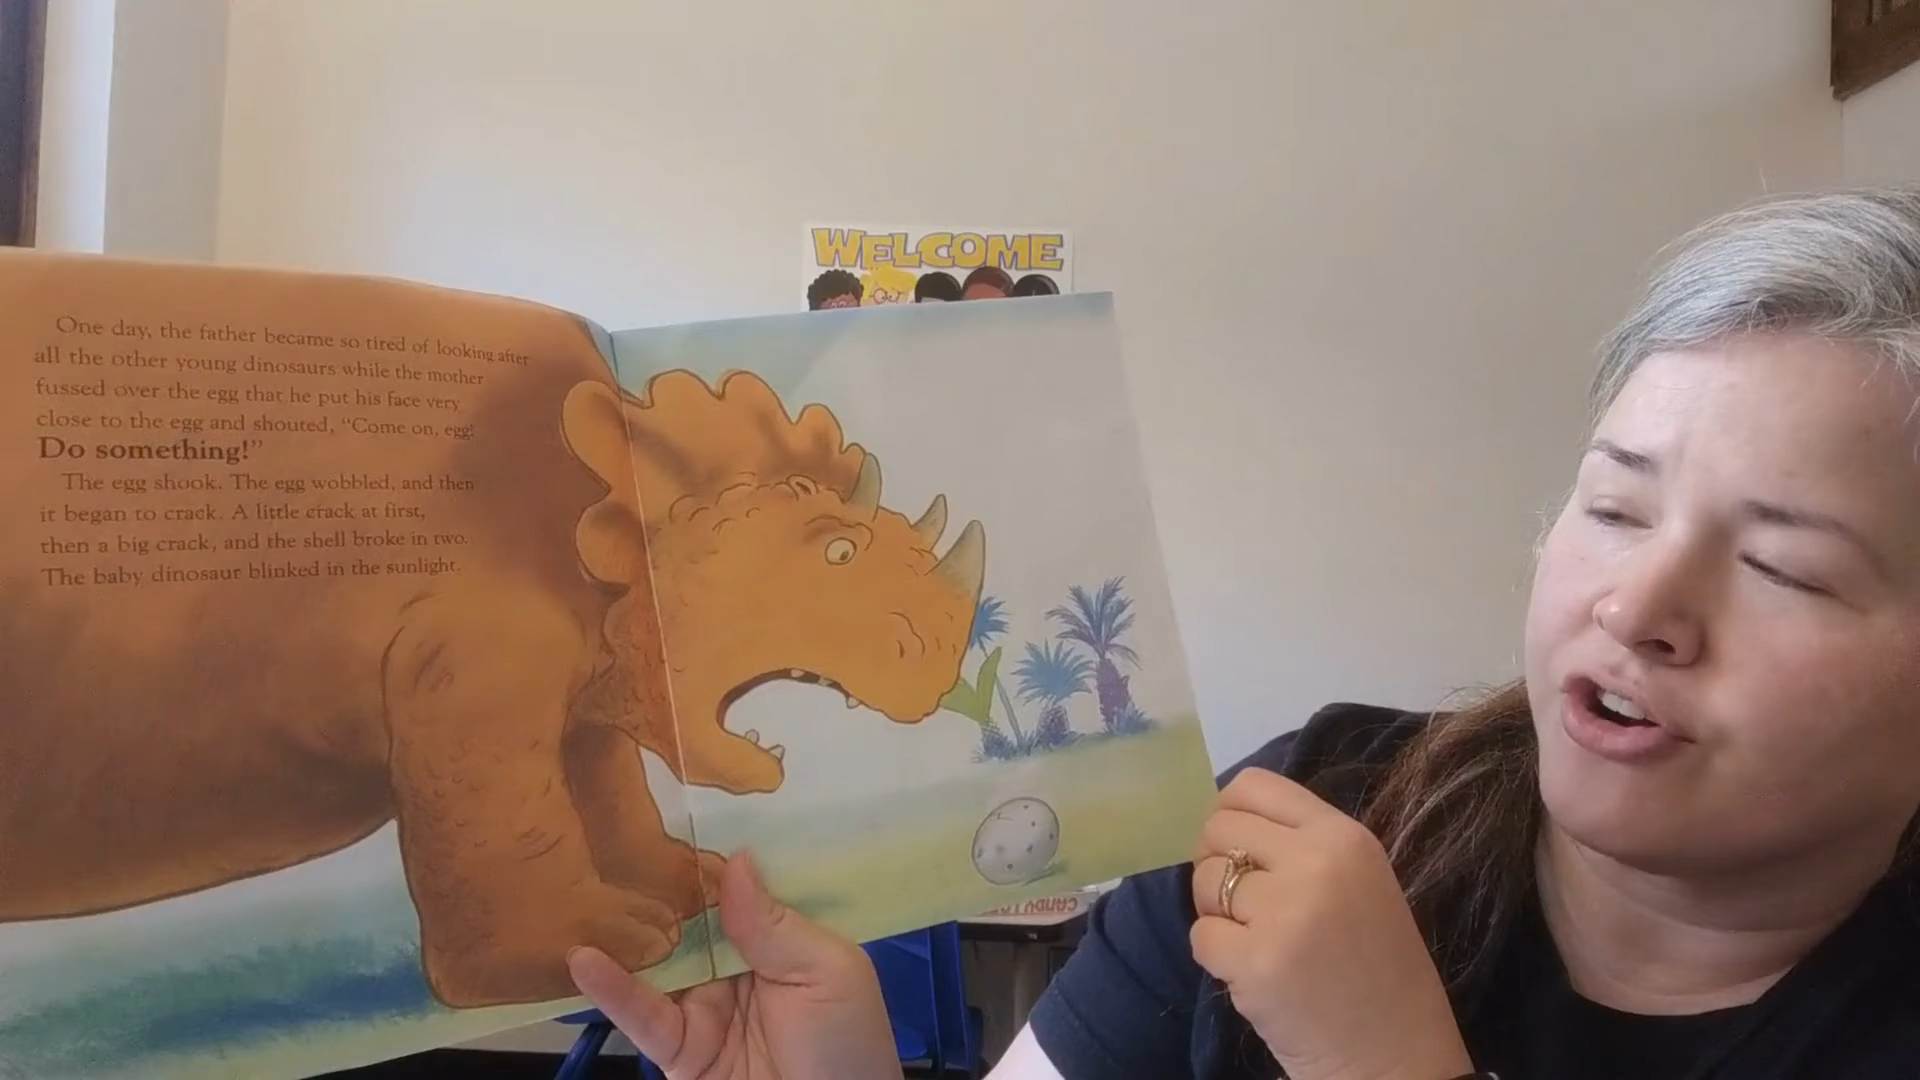 WELCOME
One day, the father became so tired of looking after
all the other young dinosaurs while the mother
fussed over the egg that he put his face very
close to the egg and shouted, “Come on, egg!
Do something!”
The egg shook. The egg wobbled, and then
it began to crack. A little crack at first,
then a big crack, and the shell broke in two.
The baby dinosaur blinked in the sunlight.
CANDY